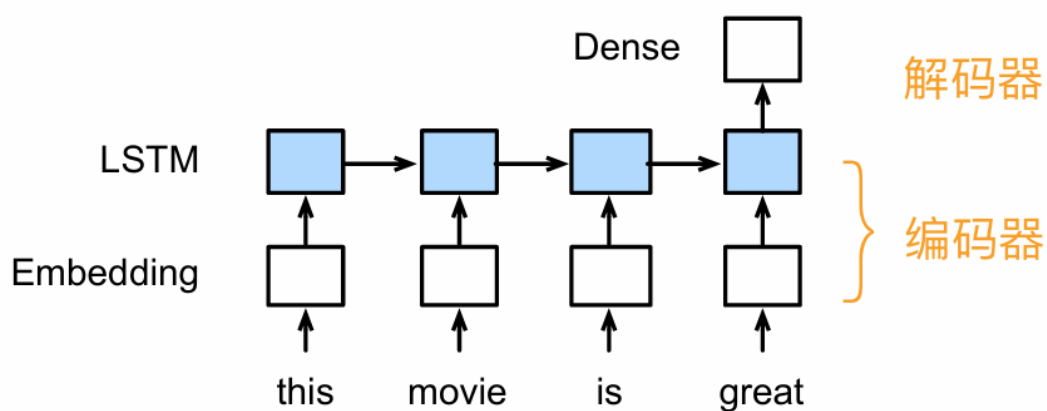 Dense
解码器
LSTM
编码器
Embedding
this movie is great